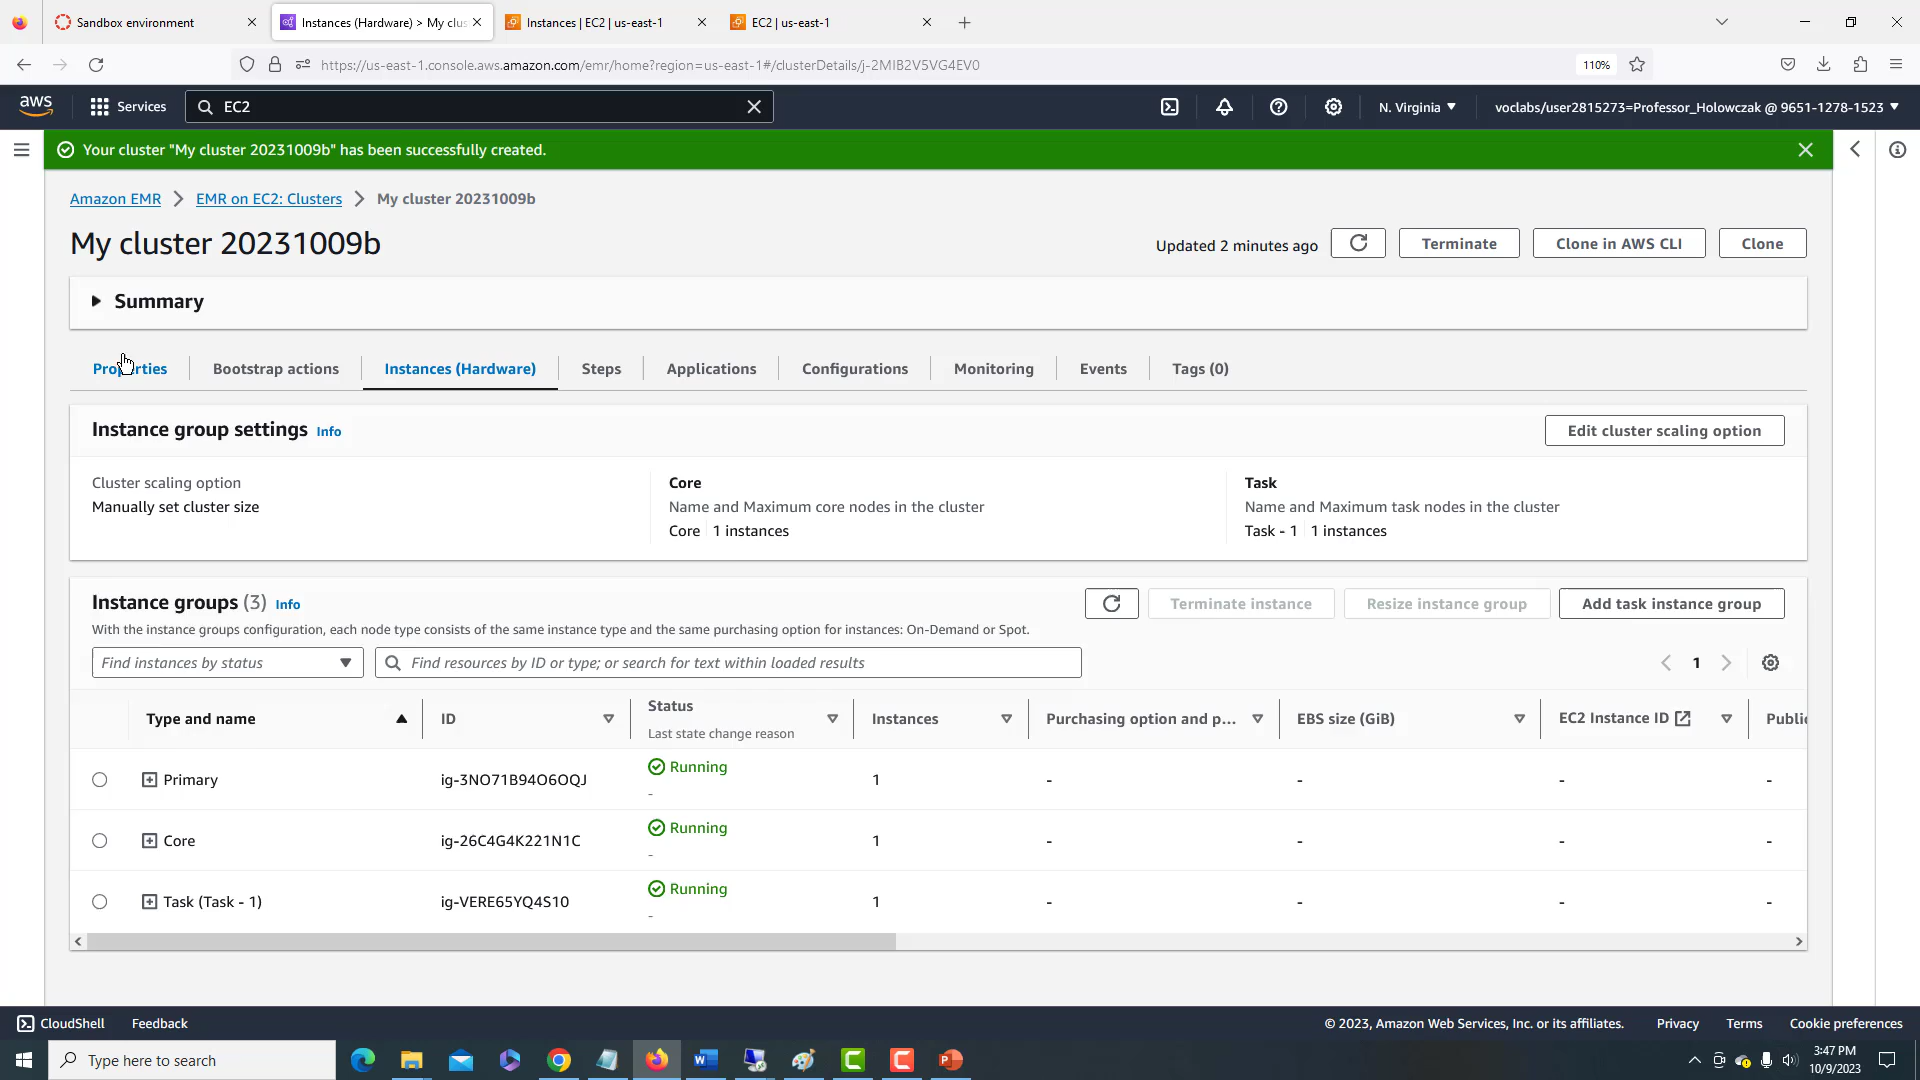 Sandbox environment
Instances (Hardware) > My clus
Instances | EC2 | us-east-1
EC2 | us-east-1
https://us-east-1.console.aws.amazon.com/emr/home?region=us-east-1#/clusterDetails/j-2MIB2V5VG4EV0
110%
aws
Services
EC2
N. Virginia
voclabs/user2815273=Professor_Holowczak @ 9651-1278-1523
Your cluster "My cluster 20231009b" has been successfully created.
Amazon EMR
EMR on EC2: Clusters
My cluster 20231009b
My cluster 20231009b
Updated 2 minutes ago
Terminate
Clone in AWS CLI
Clone
Summary
Properties
Bootstrap actions
Instances (Hardware)
Steps
Applications
Configurations
Monitoring
Events
Tags (0)
Instance group settings Info
Edit cluster scaling option
Cluster scaling option
Manually set cluster size
Core
Name and Maximum core nodes in the cluster
Core 1 instances
Task
Name and Maximum task nodes in the cluster
Task - 1 1 instances
Instance groups (3) Info
Terminate instance
Resize instance group
Add task instance group
With the instance groups configuration, each node type consists of the same instance type and the same purchasing option for instances: On-Demand or Spot.
Find instances by status
Find resources by ID or type; or search for text within loaded results
1
Type and name
ID
Status
Last state change reason
Instances
Purchasing option and p...
EBS size (GiB)
EC2 Instance ID
Public
Primary
ig-3NO71B94O6OQJ
Running
-
1
-
-
-
-
Core
ig-26C4G4K221N1C
Running
-
1
-
-
-
-
Task (Task - 1)
ig-VERE65YQ4S10
Running
-
1
-
-
-
-
CloudShell
Feedback
© 2023, Amazon Web Services, Inc. or its affiliates.
Privacy
Terms
Cookie preferences
Type here to search
3:47 PM
10/9/2023